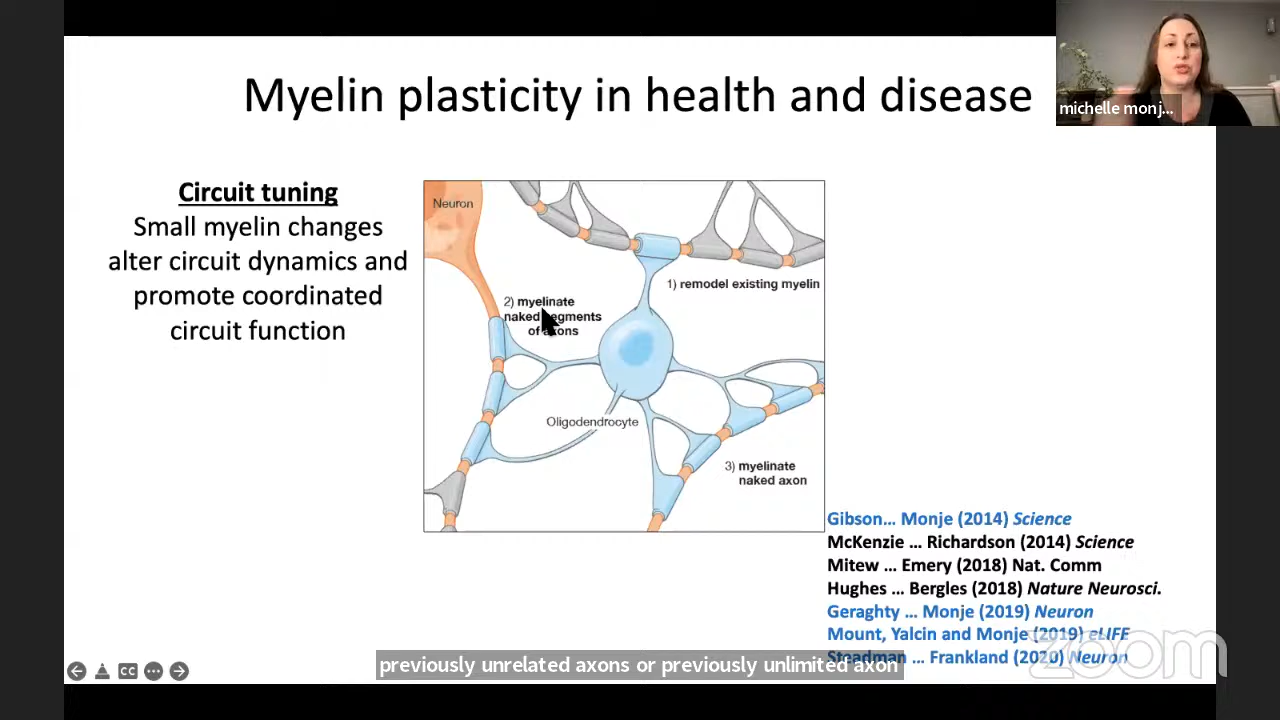 Myelin plasticity in health and disease
michelle monj...
Circuit tuning
Small myelin changes
alter circuit dynamics and
promote coordinated
circuit function
Neuron
1) remodel existing myelin
2) myelinate
naked segments
of axons
Oligodendrocyte
3) myelinate
naked axon
Gibson... Monje (2014) Science
McKenzie ... Richardson (2014) Science
Mitew ... Emery (2018) Nat. Comm
Hughes ... Bergles (2018) Nature Neurosci.
Geraghty ... Monje (2019) Neuron
Mount, Yalcin and Monje (2019) eLIFE
Steadman ... Frankland (2020) Neuron
zoom
CC
previously unrelated axons or previously unlimited axon